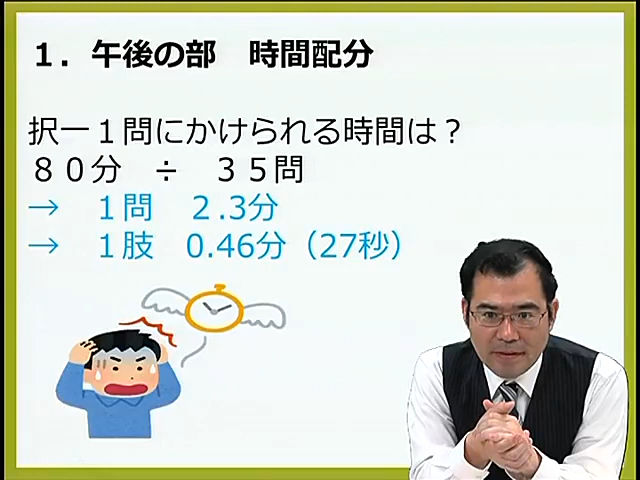 １．午後の部　時間配分
択一１問にかけられる時間は？
８０分　÷　３５問
→　１問　２.3分
→　１肢　0.46分（27秒）